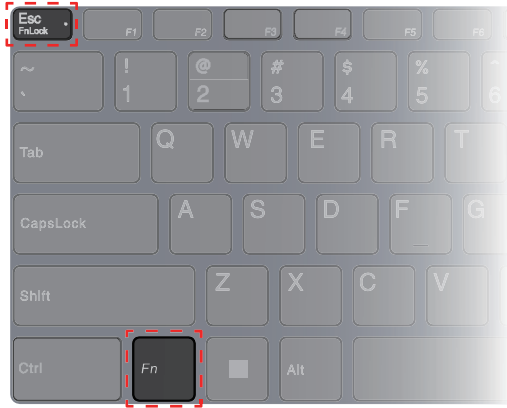 Esc
FnLock
F1
F2
F3
F4
F5
F6
~
`
!
1
@
2
#
3
$
4
%
5
^
6
Tab
Q
W
E
R
T
CapsLock
A
S
D
F
G
Shift
Z
X
C
V
Ctrl
Fn
Alt